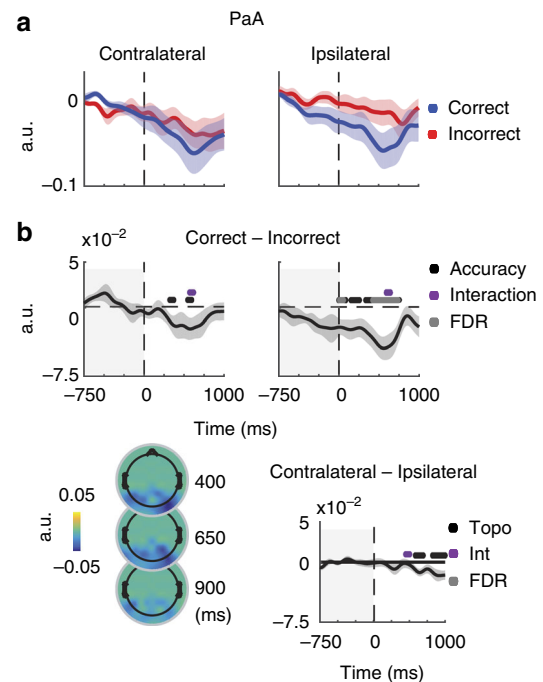 a
PaA
Contralateral
Ipsilateral
0
−0.1
a.u.
Correct
Incorrect
b
x10−2
Correct – Incorrect
5
0
−7.5
a.u.
Accuracy
Interaction
FDR
−750 0 1000
−750 0 1000
Time (ms)
0.05
−0.05
a.u.
400
650
900
(ms)
Contralateral – Ipsilateral
x10−2
5
0
−7.5
Topo
Int
FDR
−750 0 1000
Time (ms)